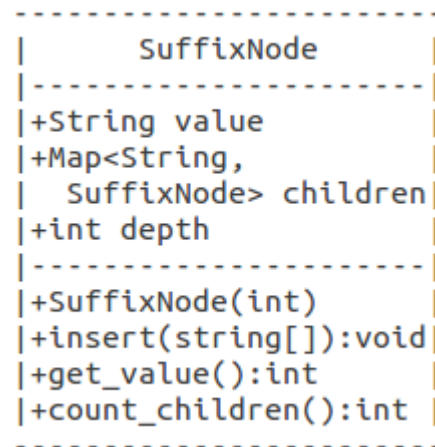 -------------------------
|       SuffixNode      |
|-----------------------|
|+String value          |
|+Map<String,           |
|  SuffixNode> children|
|+int depth             |
|-----------------------|
|+SuffixNode(int)       |
|+insert(string[]):void|
|+get_value():int       |
|+count_children():int |
-------------------------